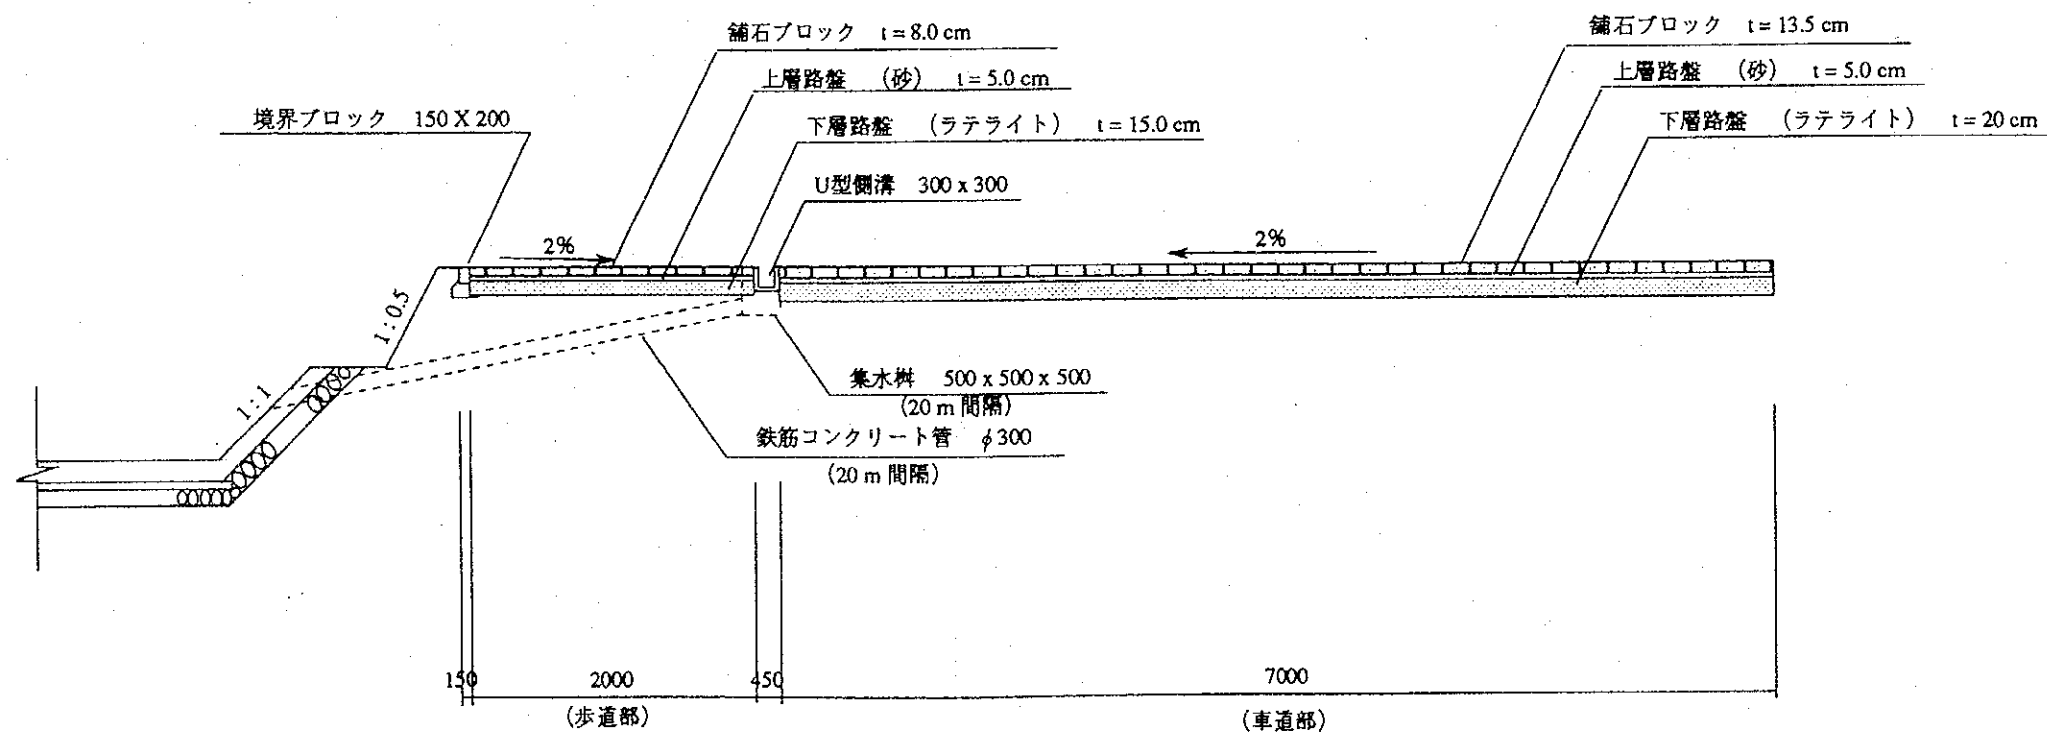 舗石ブロック t = 8.0 cm
上層路盤 （砂） t = 5.0 cm
境界ブロック 150 X 200
下層路盤 （ラテライト） t = 15.0 cm
U型側溝 300 x 300
舗石ブロック t = 13.5 cm
上層路盤 （砂） t = 5.0 cm
下層路盤 （ラテライト） t = 20 cm
2%
2%
1 : 0.5
1 : 1
集水桝 500 x 500 x 500
(20 m 間隔)
鉄筋コンクリート管 φ300
(20 m 間隔)
150
2000
450
7000
(歩道部)
(車道部)